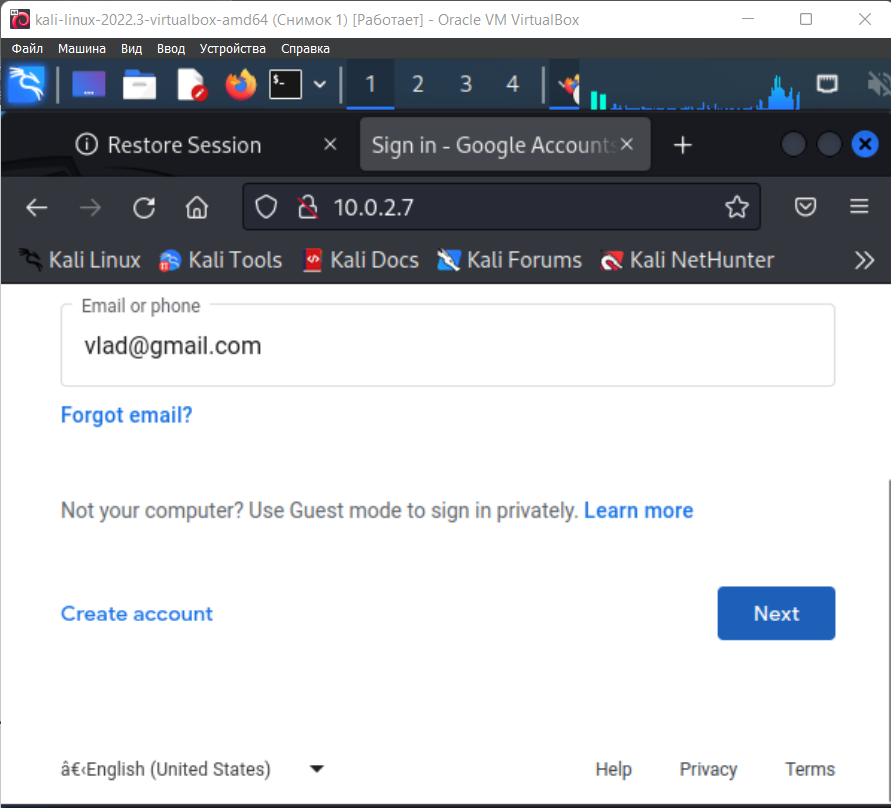 kali-linux-2022.3-virtualbox-amd64 (Снимок 1) [Работает] - Oracle VM VirtualBox
Файл Машина Вид Ввод Устройства Справка
1 2 3 4
Restore Session Sign in - Google Accounts
10.0.2.7
Kali Linux Kali Tools Kali Docs Kali Forums Kali NetHunter
Email or phone
vlad@gmail.com
Forgot email?
Not your computer? Use Guest mode to sign in privately. Learn more
Create account Next
â€‹English (United States) Help Privacy Terms